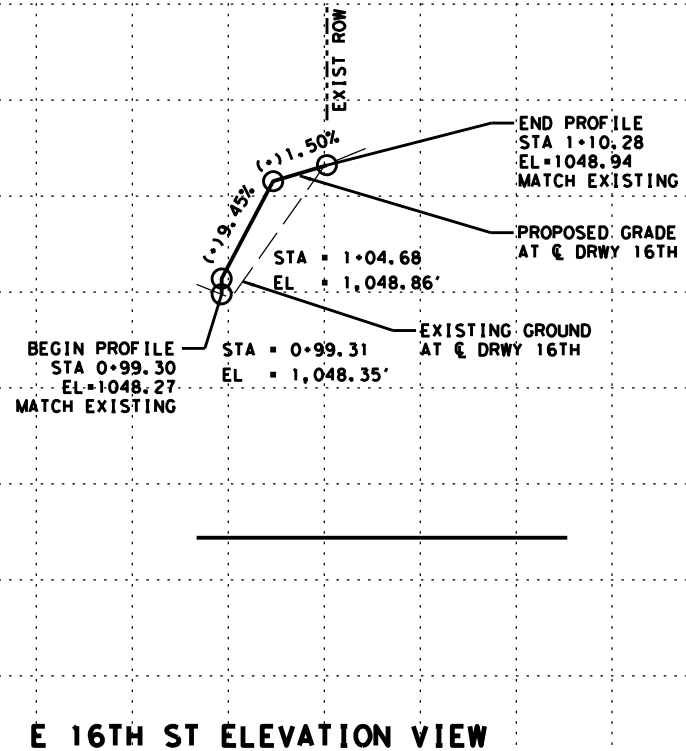 EXIST ROW
END PROFILE
STA 1+10.28
EL=1048.94
MATCH EXISTING
(+)1.50%
(+)9.45%
PROPOSED GRADE
AT ℄ DRWY 16TH
STA = 1+04.68
EL = 1,048.86'
EXISTING GROUND
AT ℄ DRWY 16TH
BEGIN PROFILE
STA 0+99.30
EL=1048.27
MATCH EXISTING
STA = 0+99.31
EL = 1,048.35'
E 16TH ST ELEVATION VIEW